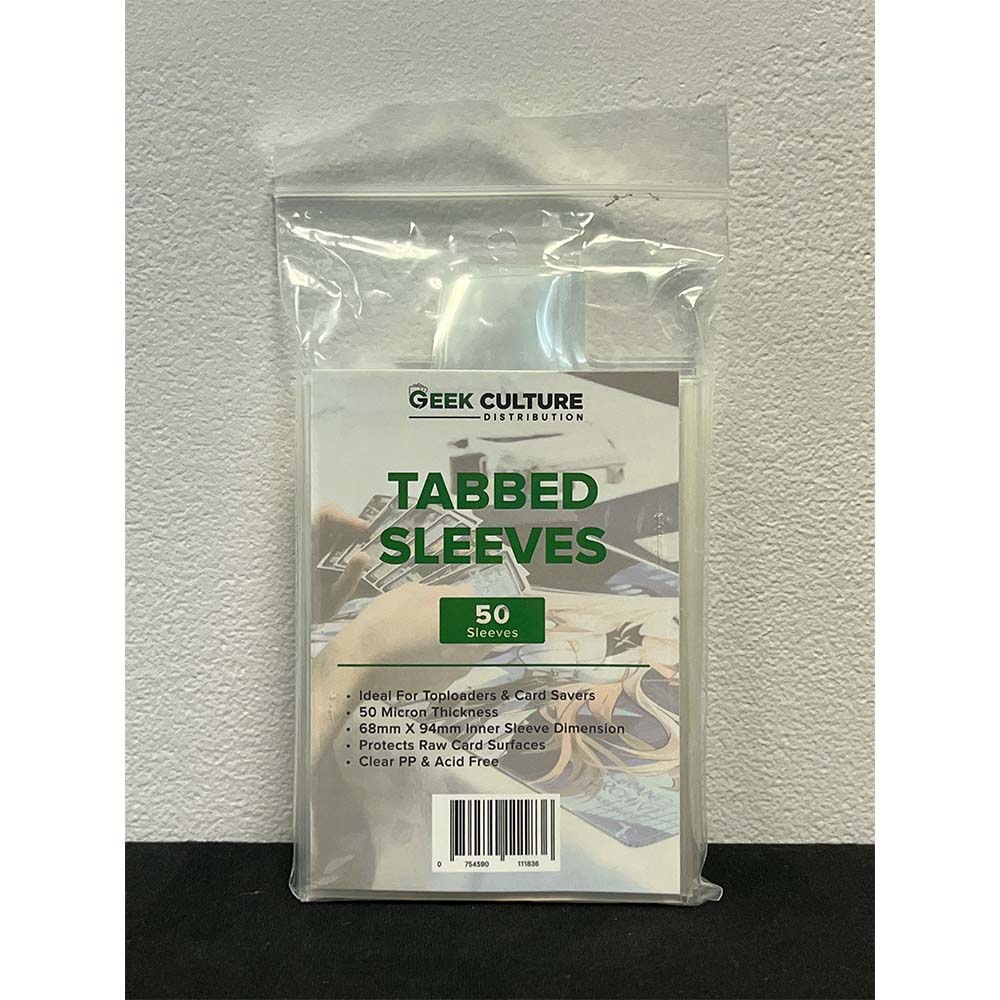 GEEK CULTURE
DISTRIBUTION
TABBED
SLEEVES
50
Sleeves
• Ideal For Toploaders & Card Savers
• 50 Micron Thickness
• 68mm X 94mm Inner Sleeve Dimension
• Protects Raw Card Surfaces
• Clear PP & Acid Free
0 754590 111836